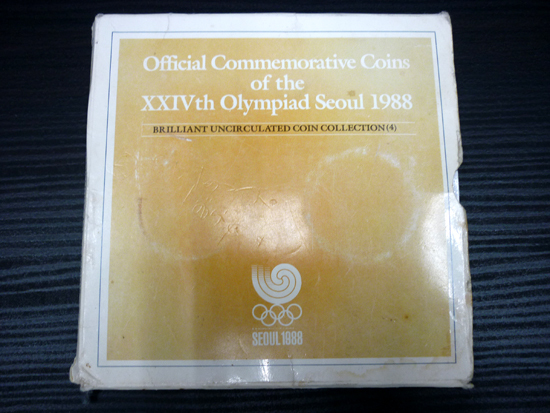 Official Commemorative Coins
of the
XXIVth Olympiad Seoul 1988
BRILLIANT UNCIRCULATED COIN COLLECTION (4)
SEOUL 1988